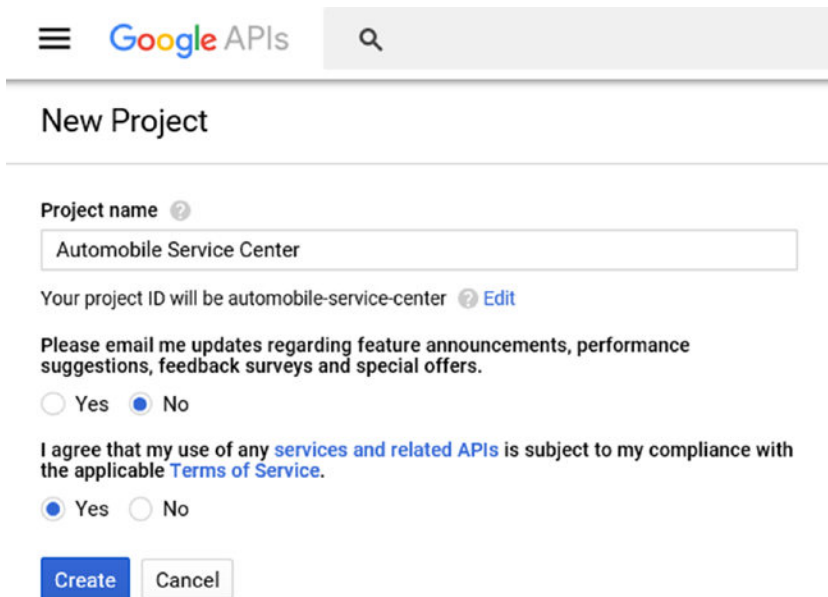 Google APIs
New Project
Project name ?
Automobile Service Center
Your project ID will be automobile-service-center ? Edit
Please email me updates regarding feature announcements, performance
suggestions, feedback surveys and special offers.
Yes No
I agree that my use of any services and related APIs is subject to my compliance with
the applicable Terms of Service.
Yes No
Create Cancel